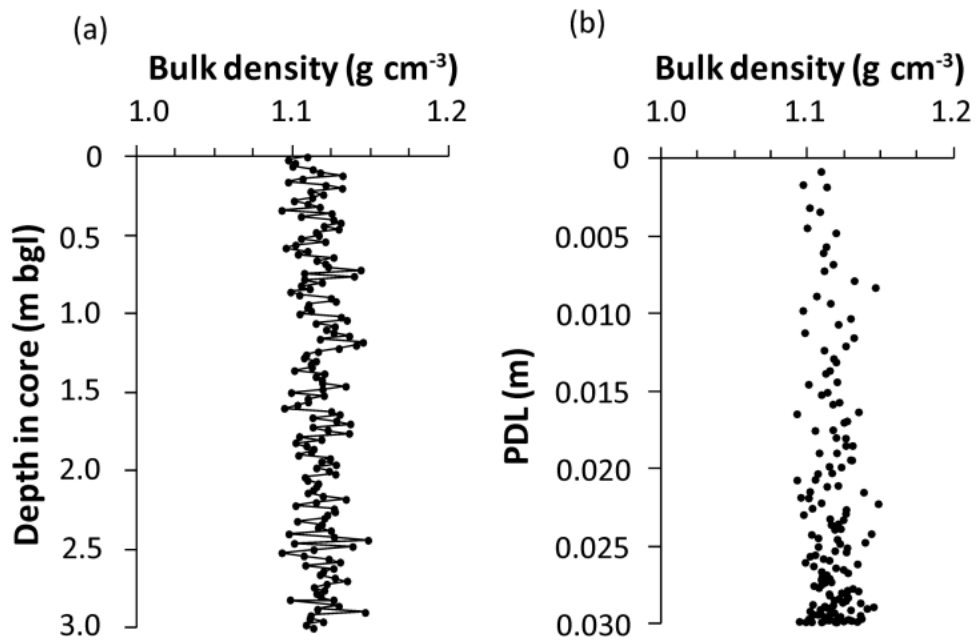 (a)
Bulk density (g cm⁻³)
1.0 1.1 1.2
0
0.5
1.0
1.5
2.0
2.5
3.0
Depth in core (m bgl)
(b)
Bulk density (g cm⁻³)
1.0 1.1 1.2
0
0.005
0.010
0.015
0.020
0.025
0.030
PDL (m)